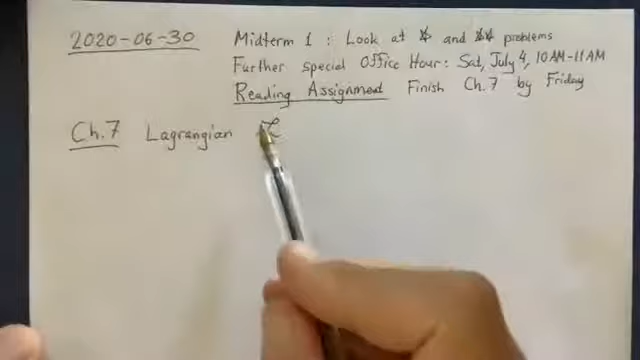 2020-06-30 Midterm 1 : Look at ☆ and ☆☆ problems
Further special Office Hour: Sat, July 4, 10AM-11AM
Reading Assignment Finish Ch.7 by Friday
Ch.7 Lagrangian ℒ